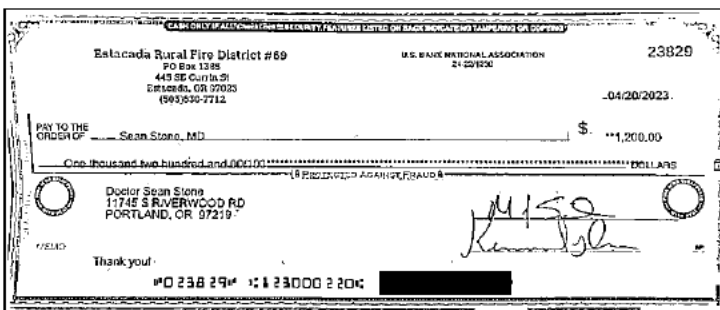 Estacada Rural Fire District #69
PO Box 1385
445 SE Currin St
Estacada, OR 97023
(503)630-7712
U.S. BANK NATIONAL ASSOCIATION
23829
04/20/2023
PAY TO THE
ORDER OF Sean Stone, MD $ **1,200.00
One thousand two hundred and 00/100 DOLLARS
PROTECTED AGAINST FRAUD
Doctor Sean Stone
11745 S RIVERWOOD RD
PORTLAND, OR 97219
MEMO
Thank you!
⑈023829⑈ ⑆123000220⑆